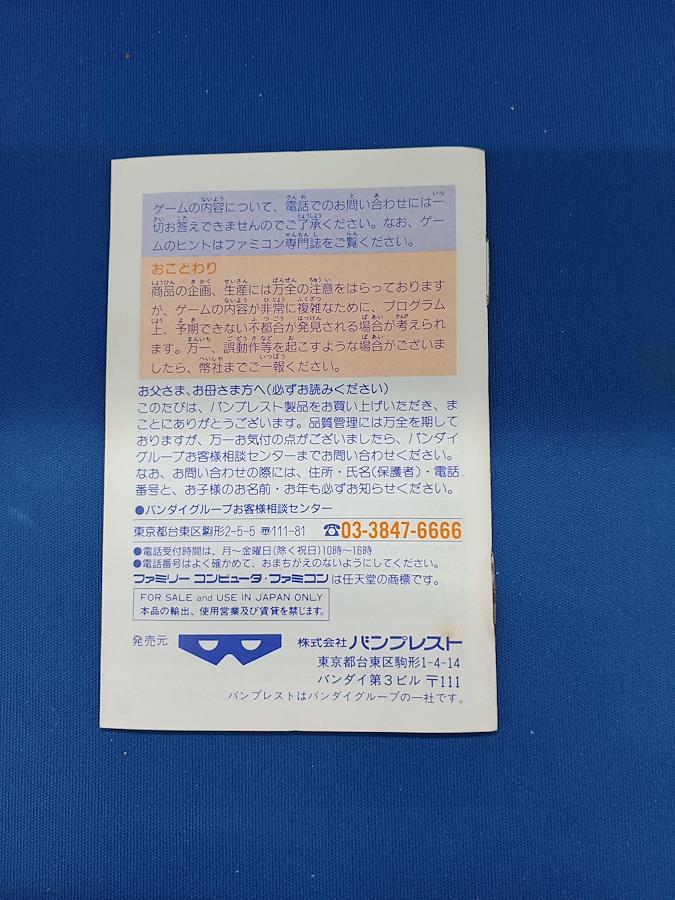 ゲームの内容について、電話でのお問い合わせには一
切お答えできませんのでご了承ください。なお、ゲー
ムのヒントはファミコン専門誌をご覧ください。
おことわり
商品の企画、生産には万全の注意をはらっております
が、ゲームの内容が非常に複雑なために、プログラム
上、予期できない不都合が発見される場合が考えられ
ます。万一、誤動作等を起こすような場合がございま
したら、幣社までご一報ください。
お父さま、お母さま方へ(必ずお読みください)
このたびは、バンプレスト製品をお買い上げいただき、ま
ことにありがとうございます。品質管理には万全を期して
おりますが、万一お気付の点がございましたら、バンダイ
グループお客様相談センターまでお問い合わせください。
なお、お問い合わせの際には、住所・氏名(保護者)・電話
番号と、お子様のお名前・お年も必ずお知らせください。
●バンダイグループお客様相談センター
東京都台東区駒形2-5-5 〠111-81 ☎03-3847-6666
●電話受付時間は、月〜金曜日(除く祝日)10時〜16時
●電話番号はよく確かめて、おまちがえのないようにしてください。
ファミリーコンピュータ・ファミコンは任天堂の商標です。
FOR SALE and USE IN JAPAN ONLY
本品の輸出、使用営業及び賃貸を禁じます。
発売元 株式会社バンプレスト
東京都台東区駒形1-4-14
バンダイ第3ビル 〒111
バンプレストはバンダイグループの一社です。